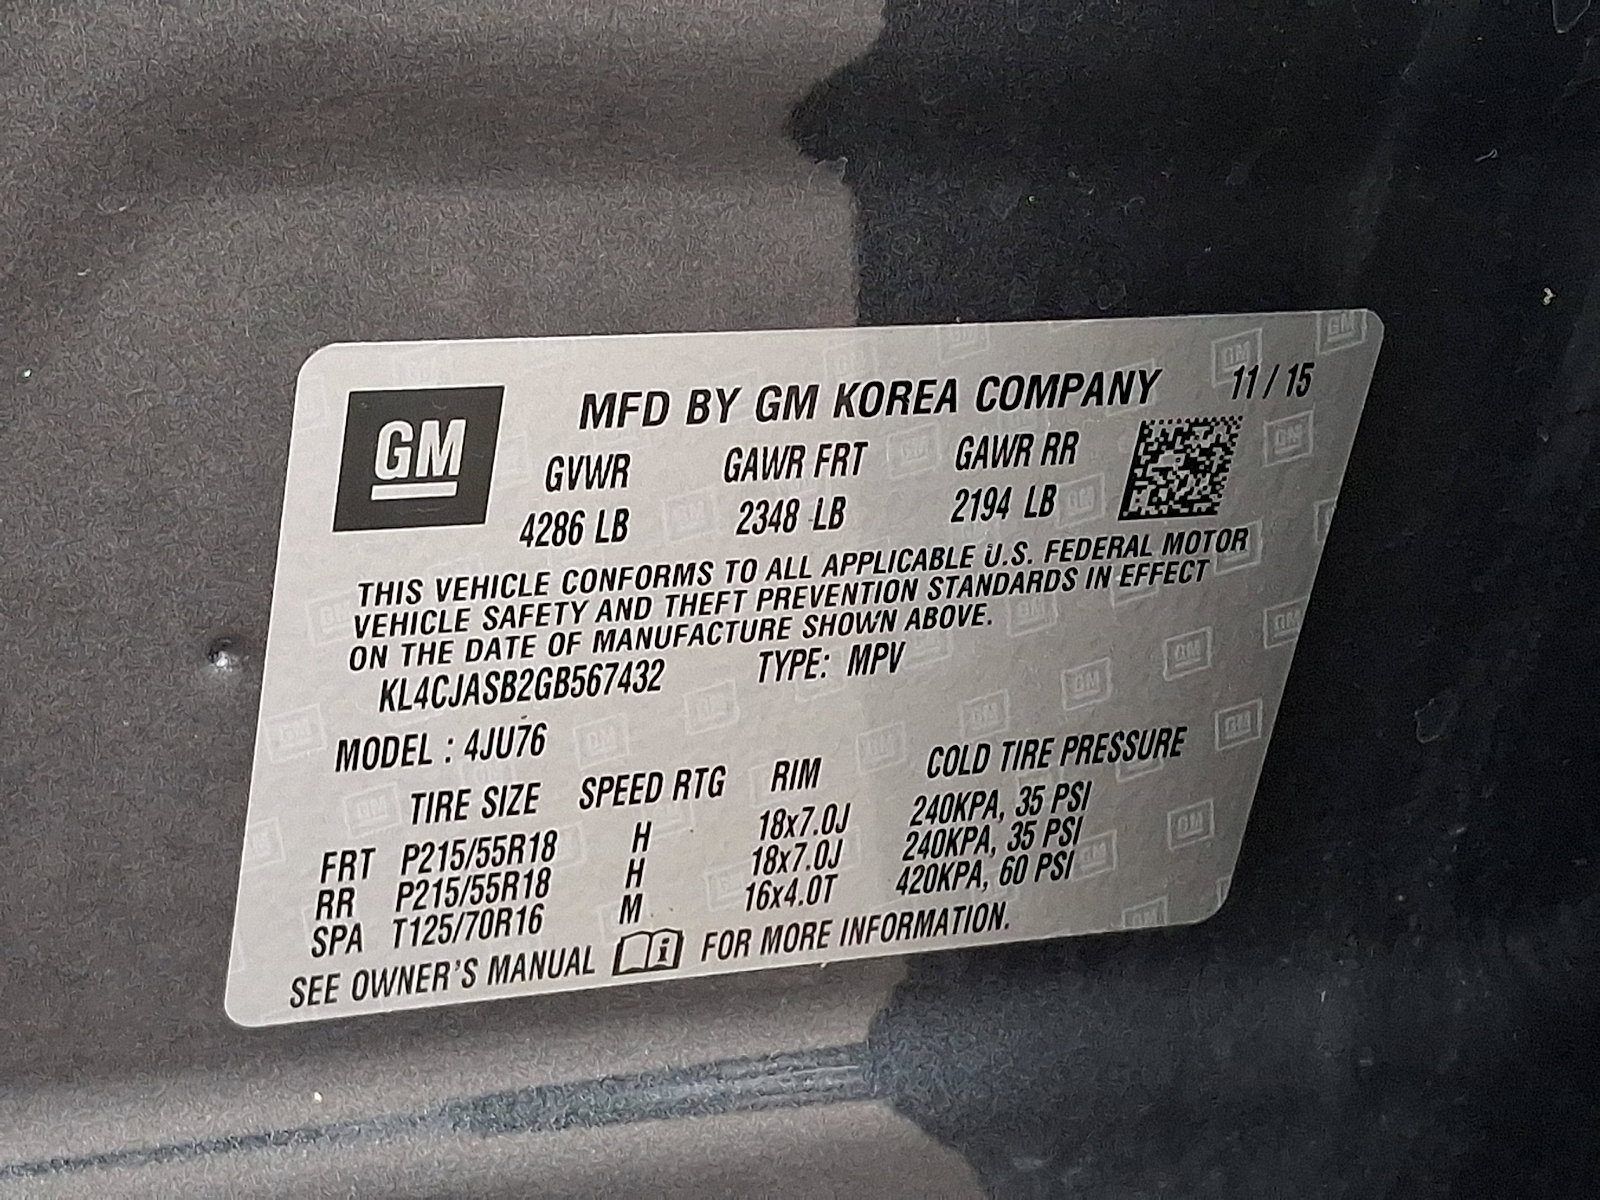 GM
MFD BY GM KOREA COMPANY 11 / 15
GVWR GAWR FRT GAWR RR
4286 LB 2348 LB 2194 LB
THIS VEHICLE CONFORMS TO ALL APPLICABLE U.S. FEDERAL MOTOR
VEHICLE SAFETY AND THEFT PREVENTION STANDARDS IN EFFECT
ON THE DATE OF MANUFACTURE SHOWN ABOVE.
KL4CJASB2GB567432 TYPE: MPV
MODEL : 4JU76
TIRE SIZE SPEED RTG RIM COLD TIRE PRESSURE
FRT P215/55R18 H 18x7.0J 240KPA, 35 PSI
RR P215/55R18 H 18x7.0J 240KPA, 35 PSI
SPA T125/70R16 M 16x4.0T 420KPA, 60 PSI
SEE OWNER'S MANUAL i FOR MORE INFORMATION.